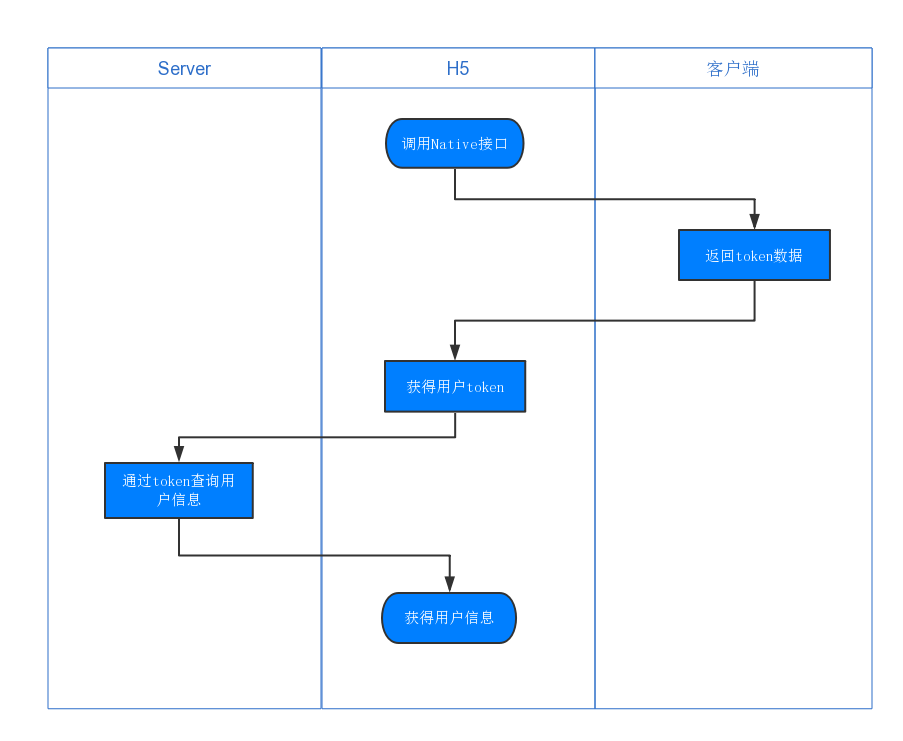 Server
H5
客户端
调用Native接口
返回token数据
获得用户token
通过token查询用
户信息
获得用户信息